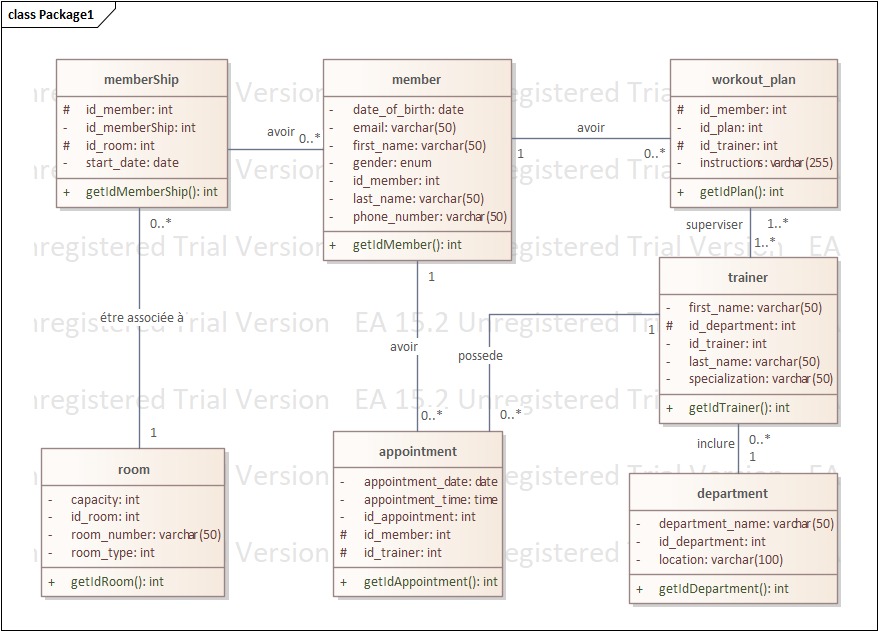 class Package1
memberShip
# id_member: int
- id_memberShip: int
# id_room: int
- start_date: date
+ getIdMemberShip(): int
avoir
0..*
member
- date_of_birth: date
- email: varchar(50)
- first_name: varchar(50)
- gender: enum
- id_member: int
- last_name: varchar(50)
- phone_number: varchar(50)
+ getIdMember(): int
1
avoir
0..*
workout_plan
# id_member: int
- id_plan: int
# id_trainer: int
- instructions: varchar(255)
+ getIdPlan(): int
superviser
1..*
1..*
trainer
- first_name: varchar(50)
# id_department: int
- id_trainer: int
- last_name: varchar(50)
- specialization: varchar(50)
+ getIdTrainer(): int
0..*
étre associée à
1
1
avoir
0..*
1
possede
0..*
inclure
0..*
1
room
- capacity: int
- id_room: int
- room_number: varchar(50)
- room_type: int
+ getIdRoom(): int
appointment
- appointment_date: date
- appointment_time: time
- id_appointment: int
# id_member: int
# id_trainer: int
+ getIdAppointment(): int
department
- department_name: varchar(50)
- id_department: int
- location: varchar(100)
+ getIdDepartment(): int
EA 15.2 Unregistered Trial Version